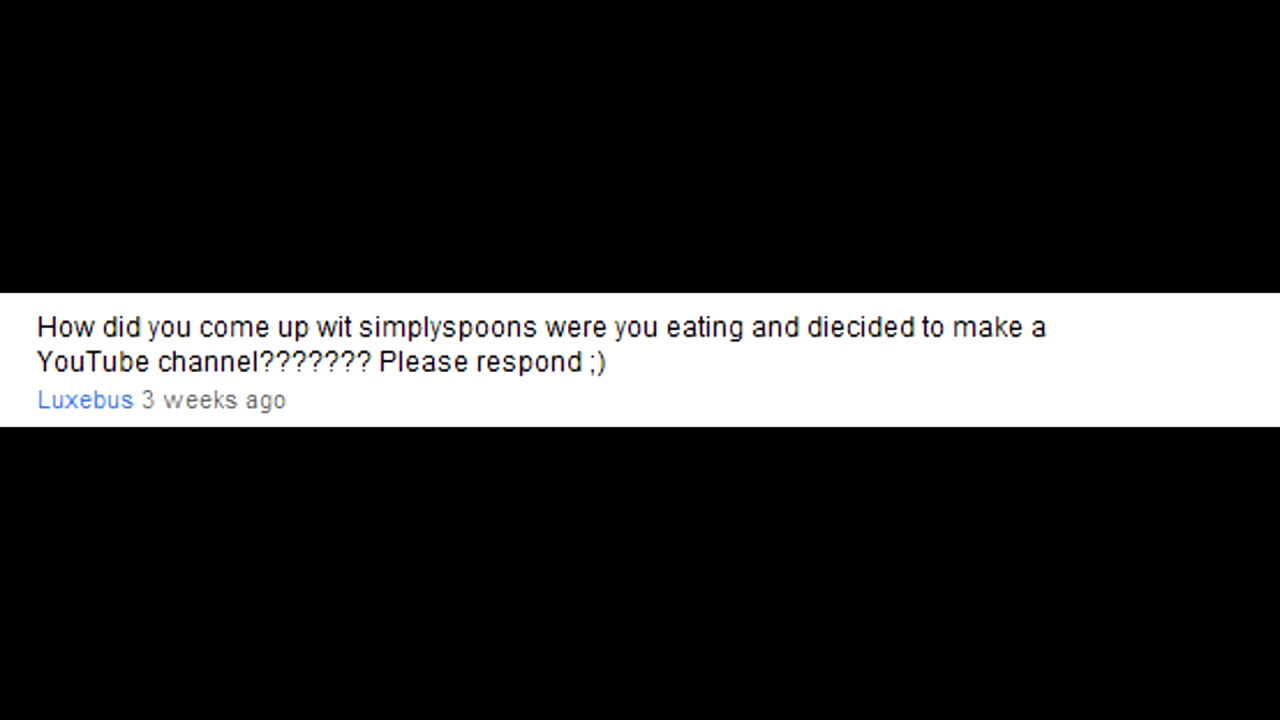 How did you come up wit simplyspoons were you eating and diecided to make a
YouTube channel??????? Please respond ;)
Luxebus 3 weeks ago